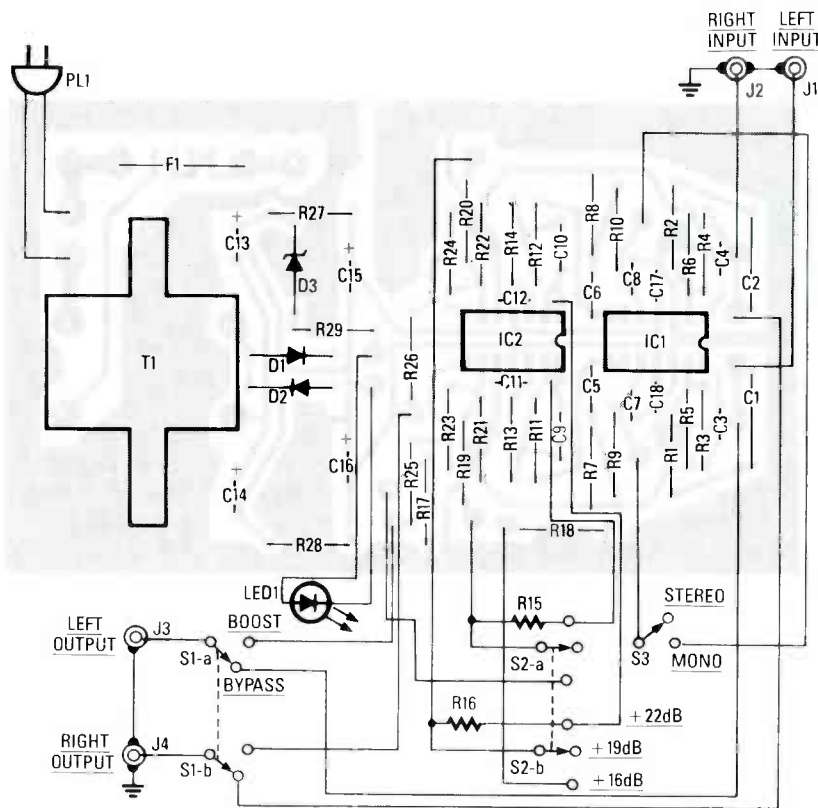 RIGHT INPUT
LEFT INPUT
PL1
J2
J1
F1
C13
R27
D3
C15
R29
T1
D1
D2
R26
C14
C16
R28
R25
R17
R24
R20
R22
R14
R12
C10
R8
R10
C8
C17
R2
R6
R4
C4
C2
C12
C6
IC2
IC1
C11
C5
C7
C18
R23
R19
R21
R13
R11
C9
R7
R9
R1
R5
R3
C3
C1
R18
LED1
LEFT OUTPUT
J3
BOOST
S1-a
BYPASS
R15
S2-a
STEREO
S3
MONO
R16
+22dB
RIGHT OUTPUT
J4
S1-b
S2-b
+19dB
+16dB